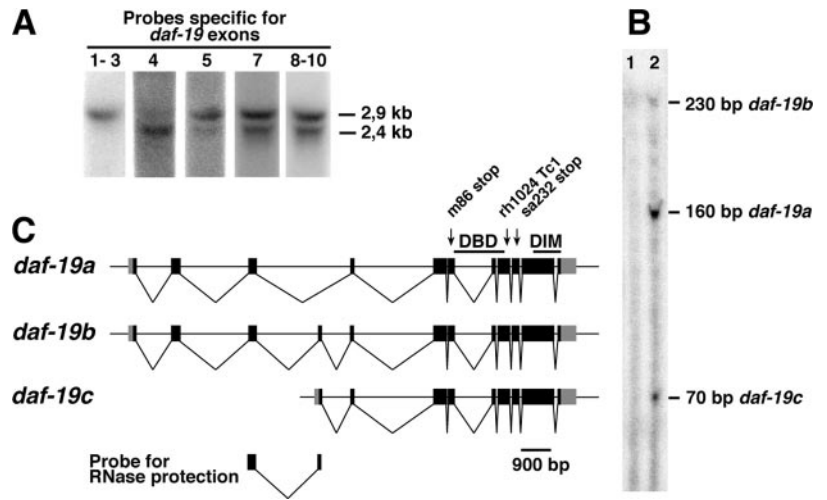 A
Probes specific for
daf-19 exons
1-3 4 5 7 8-10
2,9 kb
2,4 kb
B
1 2
230 bp daf-19b
160 bp daf-19a
70 bp daf-19c
C
m86 stop
rh1024 Tc1
sa232 stop
DBD
DIM
daf-19a
daf-19b
daf-19c
Probe for
RNase protection
900 bp